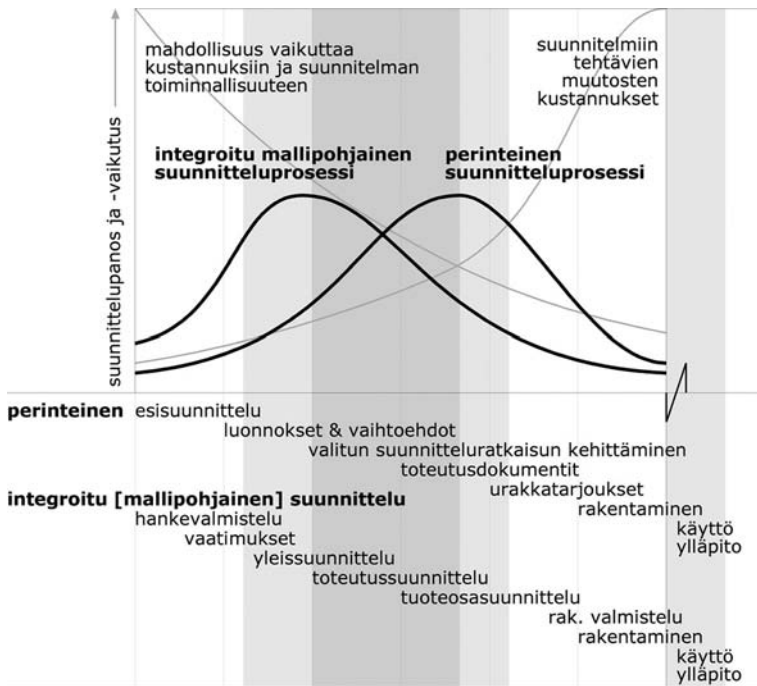 suunnittelupanos ja -vaikutus
mahdollisuus vaikuttaa
kustannuksiin ja suunnitelman
toiminnallisuuteen
suunnitelmiin
tehtävien
muutosten
kustannukset
integroitu mallipohjainen
suunnitteluprosessi
perinteinen
suunnitteluprosessi
perinteinen esisuunnittelu
luonnokset & vaihtoehdot
valitun suunnitteluratkaisun kehittäminen
toteutusdokumentit
urakkatarjoukset
rakentaminen
käyttö
ylläpito
integroitu [mallipohjainen] suunnittelu
hankevalmistelu
vaatimukset
yleissuunnittelu
toteutussuunnittelu
tuoteosasuunnittelu
rak. valmistelu
rakentaminen
käyttö
ylläpito